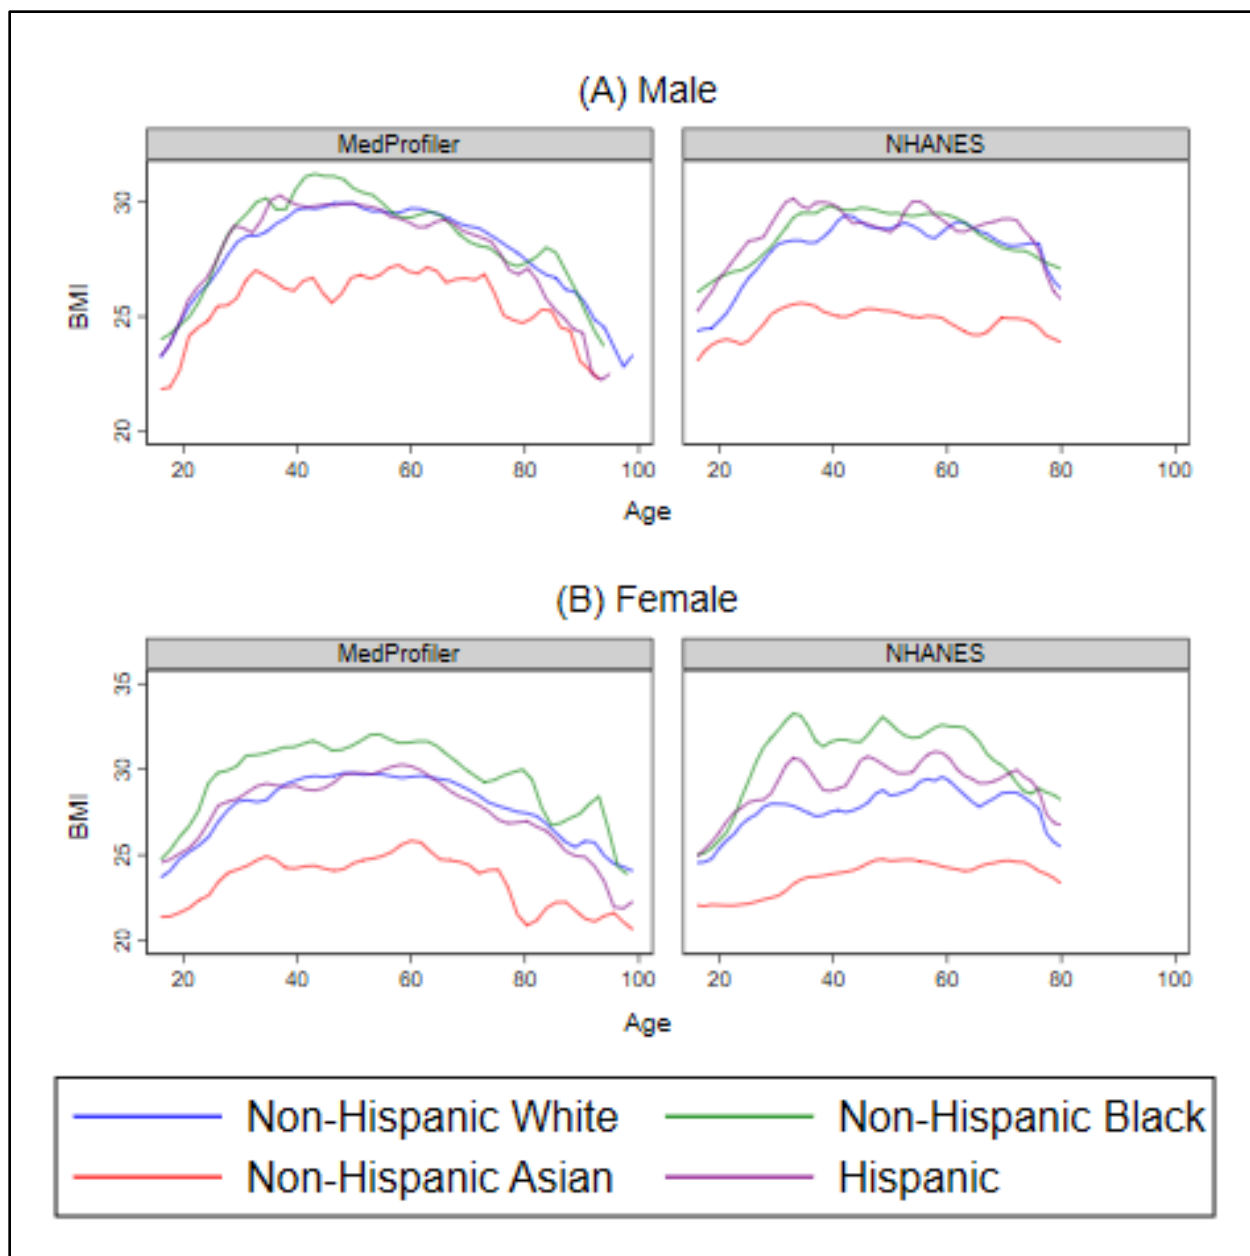 (A) Male
MedProfiler NHANES
30
25
20
BMI
20 40 60 80 100 20 40 60 80 100
Age
(B) Female
MedProfiler NHANES
35
30
25
20
BMI
20 40 60 80 100 20 40 60 80 100
Age
Non-Hispanic White Non-Hispanic Black
Non-Hispanic Asian Hispanic